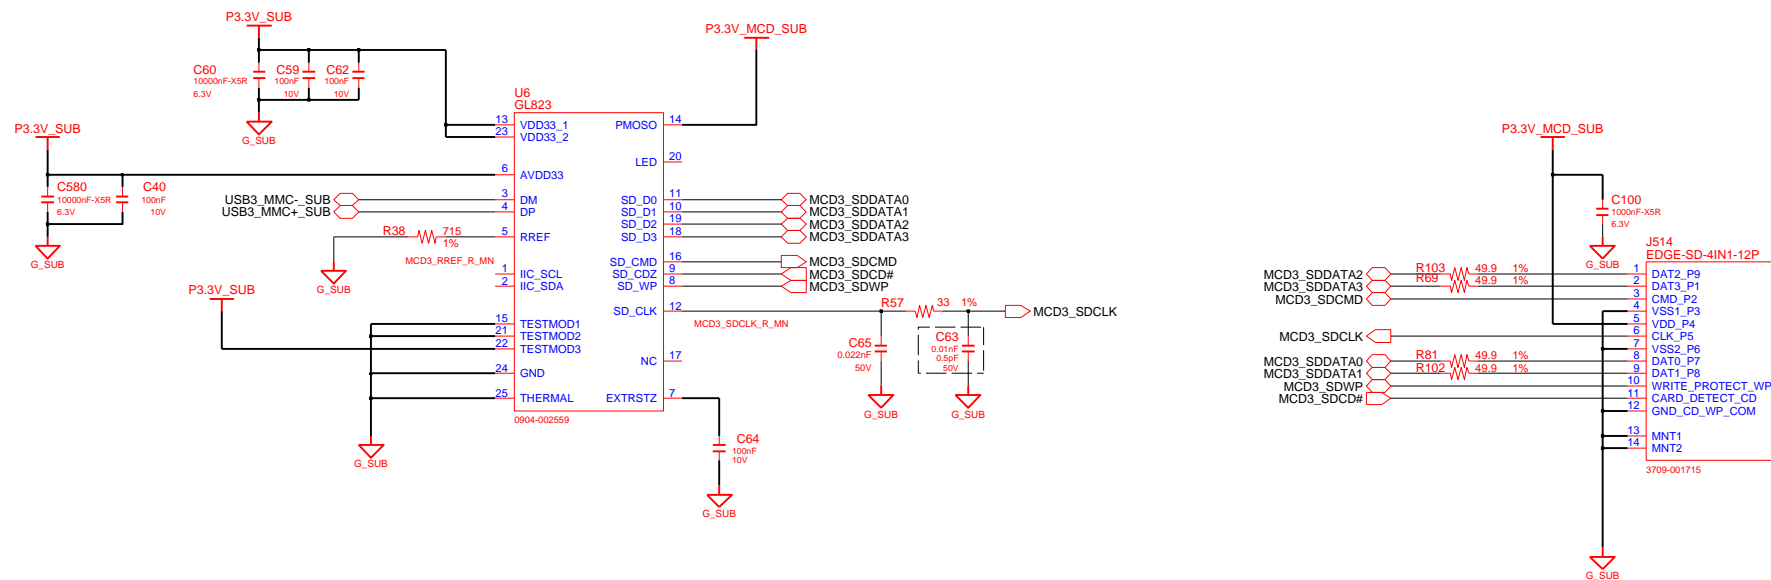 P3.3V_SUB
C60
10000nF-X5R
6.3V
C59
100nF
10V
C62
100nF
10V
G_SUB
P3.3V_SUB
C580
10000nF-X5R
6.3V
C40
100nF
10V
G_SUB
USB3_MMC-_SUB
USB3_MMC+_SUB
R38
715
1%
MCD3_RREF_R_MN
G_SUB
P3.3V_SUB
G_SUB
U6
GL823
13 VDD33_1
23 VDD33_2
6 AVDD33
3 DM
4 DP
5 RREF
1 IIC_SCL
2 IIC_SDA
15 TESTMOD1
21 TESTMOD2
22 TESTMOD3
24 GND
25 THERMAL
PMOSO 14
LED 20
SD_D0 11
SD_D1 10
SD_D2 19
SD_D3 18
SD_CMD 16
SD_CDZ 9
SD_WP 8
SD_CLK 12
NC 17
EXTRSTZ 7
0904-002559
P3.3V_MCD_SUB
MCD3_SDDATA0
MCD3_SDDATA1
MCD3_SDDATA2
MCD3_SDDATA3
MCD3_SDCMD
MCD3_SDCD#
MCD3_SDWP
MCD3_SDCLK_R_MN
R57
33 1%
MCD3_SDCLK
C65
0.022nF
50V
G_SUB
C63
0.01nF
0.5pF
50V
G_SUB
C64
100nF
10V
G_SUB
P3.3V_MCD_SUB
C100
1000nF-X5R
6.3V
G_SUB
J514
EDGE-SD-4IN1-12P
MCD3_SDDATA2 R103 49.9 1% 1 DAT2_P9
MCD3_SDDATA3 R69 49.9 1% 2 DAT3_P1
MCD3_SDCMD 3 CMD_P2
4 VSS1_P3
5 VDD_P4
MCD3_SDCLK 6 CLK_P5
7 VSS2_P6
MCD3_SDDATA0 R81 49.9 1% 8 DAT0_P7
MCD3_SDDATA1 R102 49.9 1% 9 DAT1_P8
MCD3_SDWP 10 WRITE_PROTECT_WP
MCD3_SDCD# 11 CARD_DETECT_CD
12 GND_CD_WP_COM
13 MNT1
14 MNT2
3709-001715
G_SUB